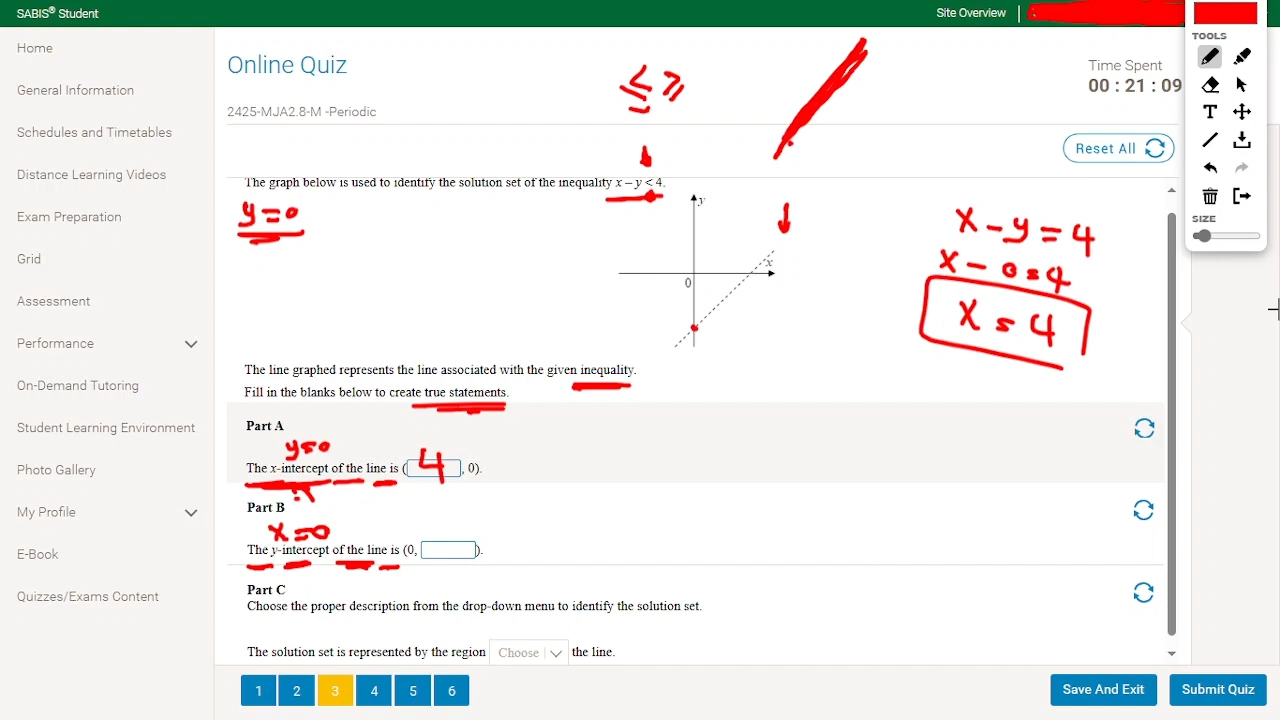 SABIS® Student
Site Overview
TOOLS
Home
General Information
Schedules and Timetables
Distance Learning Videos
Exam Preparation
Grid
Assessment
Performance
On-Demand Tutoring
Student Learning Environment
Photo Gallery
My Profile
E-Book
Quizzes/Exams Content
Online Quiz
Time Spent
00 : 21 : 09
2425-MJA2.8-M -Periodic
≤ ≥
Reset All
SIZE
The graph below is used to identify the solution set of the inequality x – y < 4.
y = 0
y
x
0
x - y = 4
x - 0 = 4
x = 4
The line graphed represents the line associated with the given inequality.
Fill in the blanks below to create true statements.
Part A
y = 0
The x-intercept of the line is ( 4 , 0).
Part B
x = 0
The y-intercept of the line is (0, ).
Part C
Choose the proper description from the drop-down menu to identify the solution set.
The solution set is represented by the region Choose the line.
1 2 3 4 5 6
Save And Exit
Submit Quiz